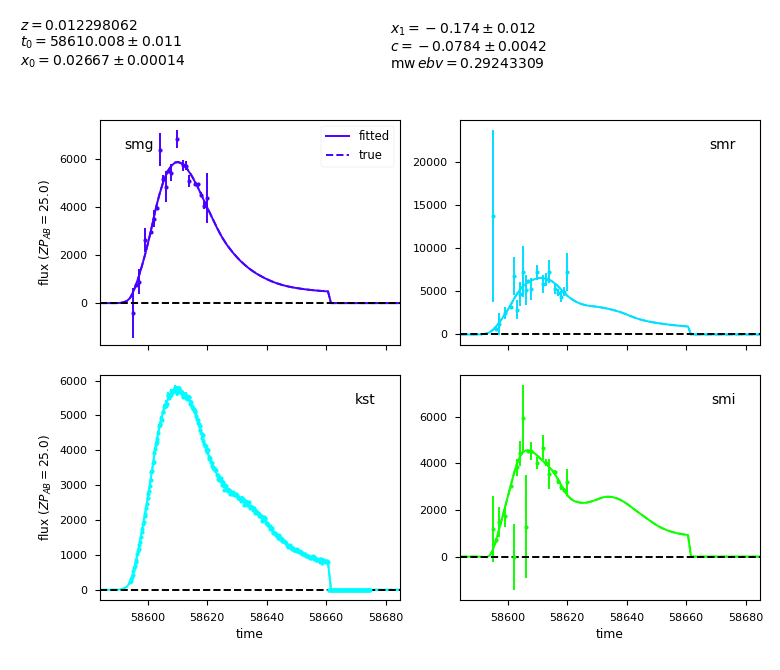 z = 0.012298062
t₀ = 58610.008 ± 0.011
x₀ = 0.02667 ± 0.00014
x₁ = −0.174 ± 0.012
c = −0.0784 ± 0.0042
mw ebv = 0.29243309
smg
fitted
true
6000
4000
2000
0
flux (ZP_AB = 25.0)
smr
20000
15000
10000
5000
0
kst
6000
5000
4000
3000
2000
1000
0
flux (ZP_AB = 25.0)
58600 58620 58640 58660 58680
time
smi
6000
4000
2000
0
58600 58620 58640 58660 58680
time